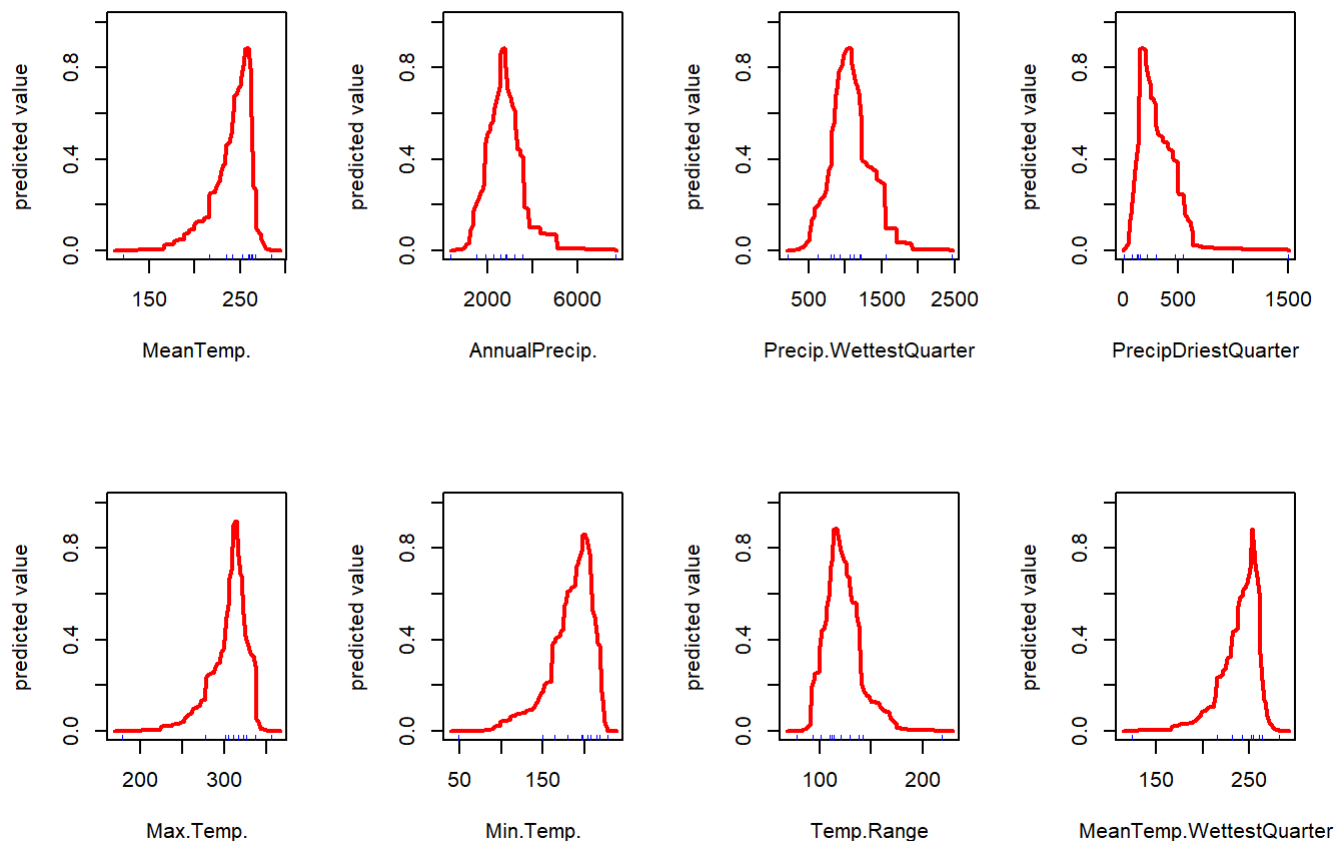 predicted value
0.0 0.4 0.8
150 250
MeanTemp.
predicted value
0.0 0.4 0.8
2000 6000
AnnualPrecip.
predicted value
0.0 0.4 0.8
500 1500 2500
Precip.WettestQuarter
predicted value
0.0 0.4 0.8
0 500 1500
PrecipDriestQuarter
predicted value
0.0 0.4 0.8
200 300
Max.Temp.
predicted value
0.0 0.4 0.8
50 150
Min.Temp.
predicted value
0.0 0.4 0.8
100 200
Temp.Range
predicted value
0.0 0.4 0.8
150 250
MeanTemp.WettestQuarter